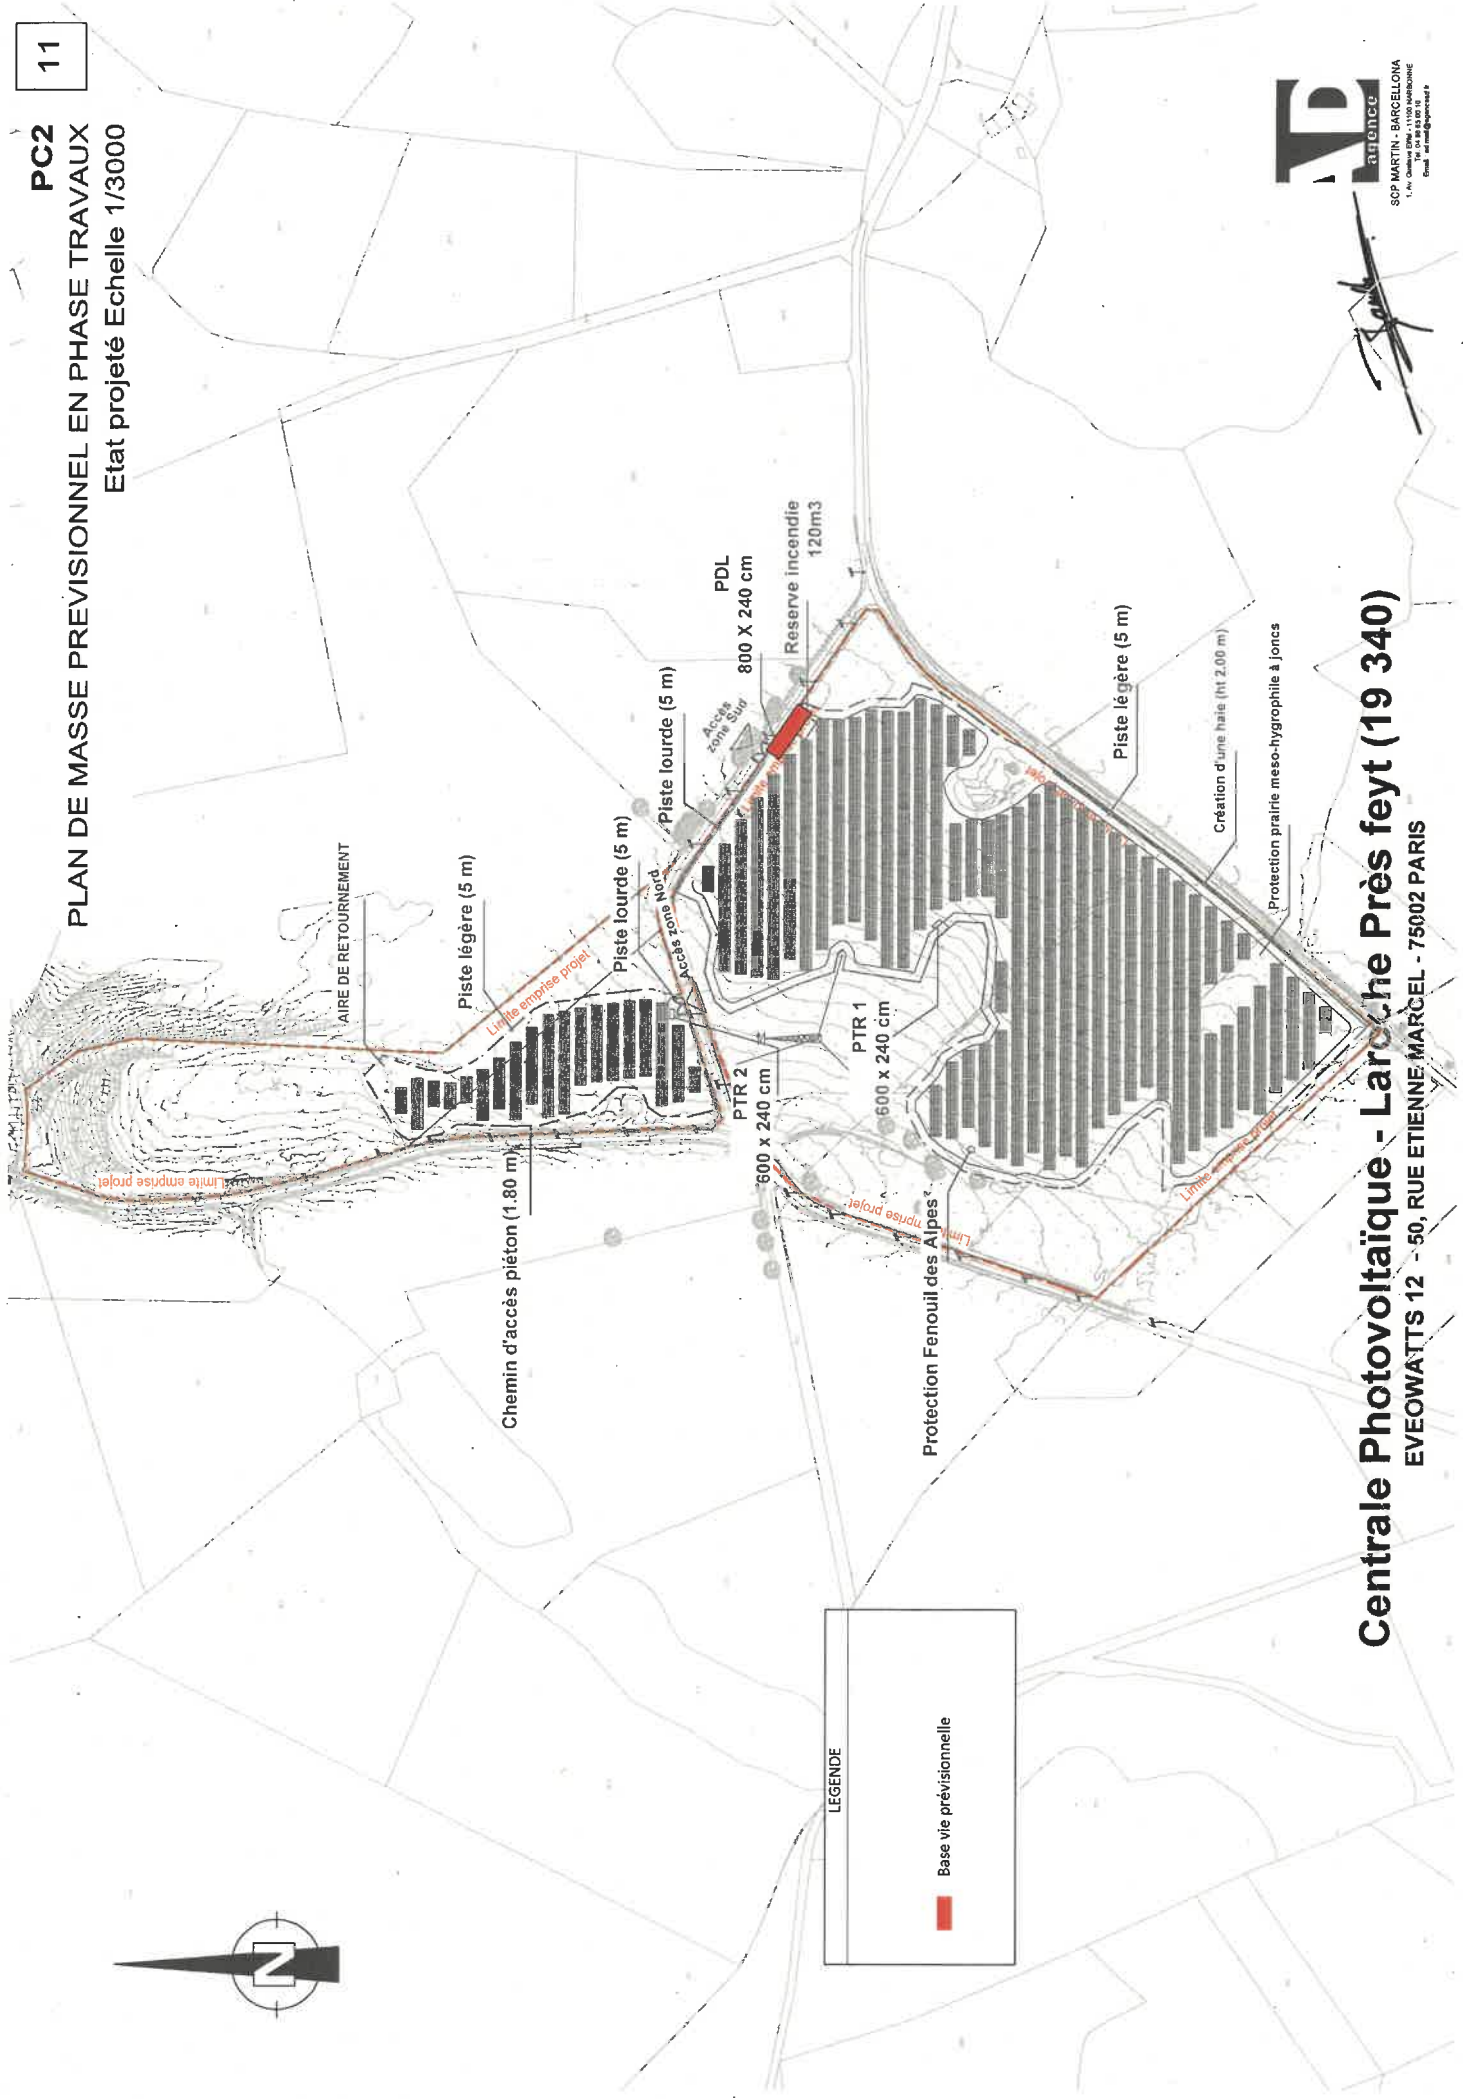 PC2
11
PLAN DE MASSE PREVISIONNEL EN PHASE TRAVAUX
Etat projeté Echelle 1/3000
AIRE DE RETOURNEMENT
Piste légère (5 m)
Piste lourde (5 m)
Piste lourde (5 m)
Accès
zone Sud
PDL
800 X 240 cm
Reserve incendie
120m3
Limite emprise projet
Limite emprise projet
Accès zone Nord
Chemin d'accès piéton (1.80 m)
PTR 2
600 x 240 cm
PTR 1
600 x 240 cm
Protection Fenouil des Alpes
Limite emprise projet
Piste légère (5 m)
Création d'une haie (ht 2.00 m)
Protection prairie meso-hygrophile à joncs
N
LEGENDE
Base vie prévisionnelle
Centrale Photovoltaïque - Laroche Près feyt (19 340)
EVEOWATTS 12 - 50, RUE ETIENNE MARCEL - 75002 PARIS
AD
agence
SCP MARTIN - BARCELLONA